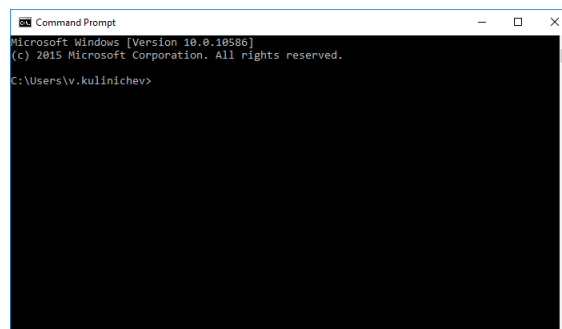 Command Prompt
Microsoft Windows [Version 10.0.10586]
(c) 2015 Microsoft Corporation. All rights reserved.
C:\Users\v.kulinichev>